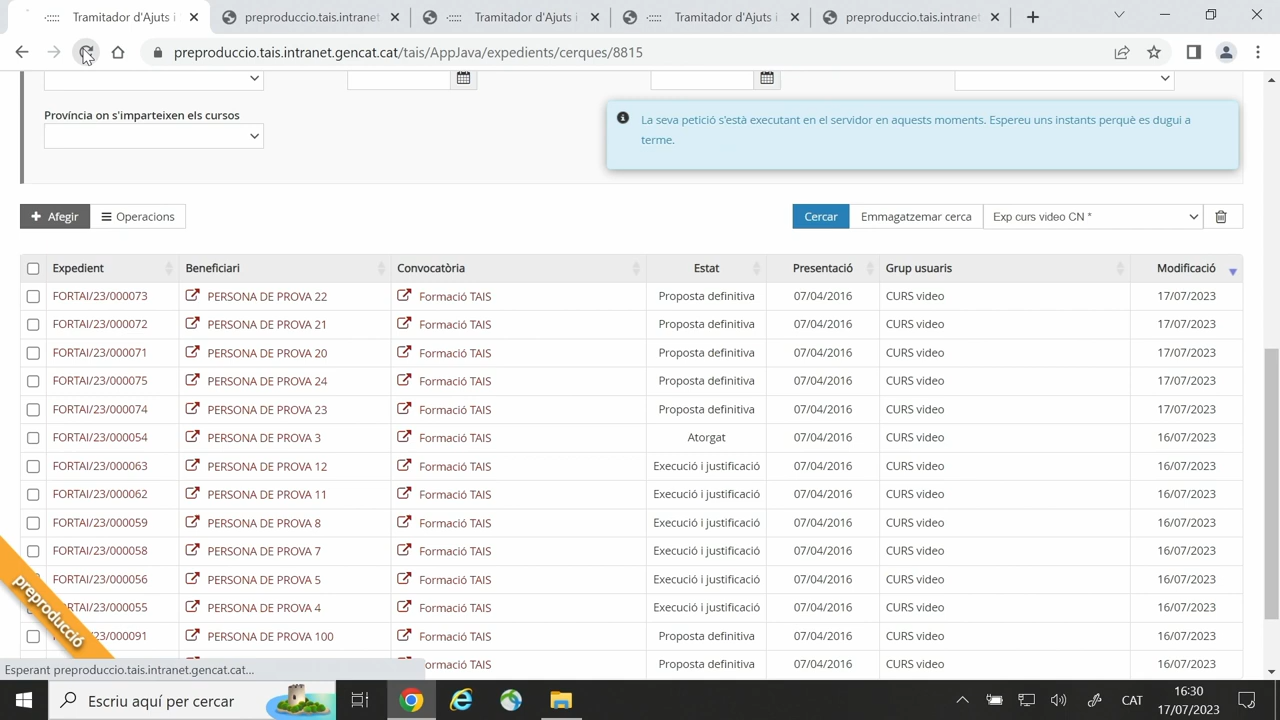 Tramitador d'Ajuts i
preproduccio.tais.intranet
Tramitador d'Ajuts i
Tramitador d'Ajuts i
preproduccio.tais.intranet
preproduccio.tais.intranet.gencat.cat/tais/AppJava/expedients/cerques/8815
Província on s'imparteixen els cursos
La seva petició s'està executant en el servidor en aquests moments. Espereu uns instants perquè es dugui a
terme.
Afegir Operacions Cercar Emmagatzemar cerca Exp curs video CN *
Expedient Beneficiari Convocatòria Estat Presentació Grup usuaris Modificació
FORTAI/23/000073 PERSONA DE PROVA 22 Formació TAIS Proposta definitiva 07/04/2016 CURS video 17/07/2023
FORTAI/23/000072 PERSONA DE PROVA 21 Formació TAIS Proposta definitiva 07/04/2016 CURS video 17/07/2023
FORTAI/23/000071 PERSONA DE PROVA 20 Formació TAIS Proposta definitiva 07/04/2016 CURS video 17/07/2023
FORTAI/23/000075 PERSONA DE PROVA 24 Formació TAIS Proposta definitiva 07/04/2016 CURS video 17/07/2023
FORTAI/23/000074 PERSONA DE PROVA 23 Formació TAIS Proposta definitiva 07/04/2016 CURS video 17/07/2023
FORTAI/23/000054 PERSONA DE PROVA 3 Formació TAIS Atorgat 07/04/2016 CURS video 16/07/2023
FORTAI/23/000063 PERSONA DE PROVA 12 Formació TAIS Execució i justificació 07/04/2016 CURS video 16/07/2023
FORTAI/23/000062 PERSONA DE PROVA 11 Formació TAIS Execució i justificació 07/04/2016 CURS video 16/07/2023
FORTAI/23/000059 PERSONA DE PROVA 8 Formació TAIS Execució i justificació 07/04/2016 CURS video 16/07/2023
FORTAI/23/000058 PERSONA DE PROVA 7 Formació TAIS Execució i justificació 07/04/2016 CURS video 16/07/2023
FORTAI/23/000056 PERSONA DE PROVA 5 Formació TAIS Execució i justificació 07/04/2016 CURS video 16/07/2023
RTAI/23/000055 PERSONA DE PROVA 4 Formació TAIS Execució i justificació 07/04/2016 CURS video 16/07/2023
/23/000091 PERSONA DE PROVA 100 Formació TAIS Proposta definitiva 07/04/2016 CURS video 16/07/2023
ormació TAIS Proposta definitiva 07/04/2016 CURS video 16/07/2023
preproducció
Esperant preproduccio.tais.intranet.gencat.cat...
Escriu aquí per cercar
CAT
16:30
17/07/2023